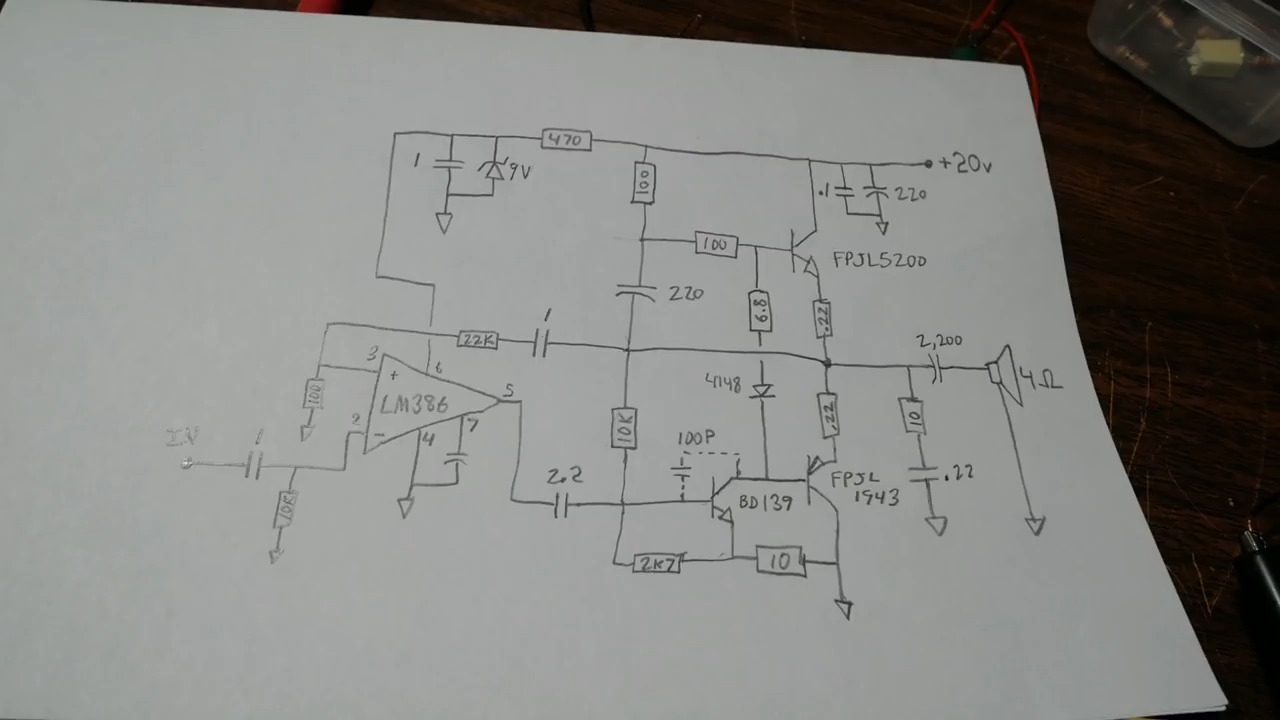 470
+20v
1
9V
100
.1
220
100
FPJL5200
220
6.8
.22
1
22K
2,200
3
6
+
4148
4Ω
100
LM386
5
2
-
4
7
10K
100P
.22
10
IN
1
2.2
BD139
FPJL
1943
.22
10K
2K7
10